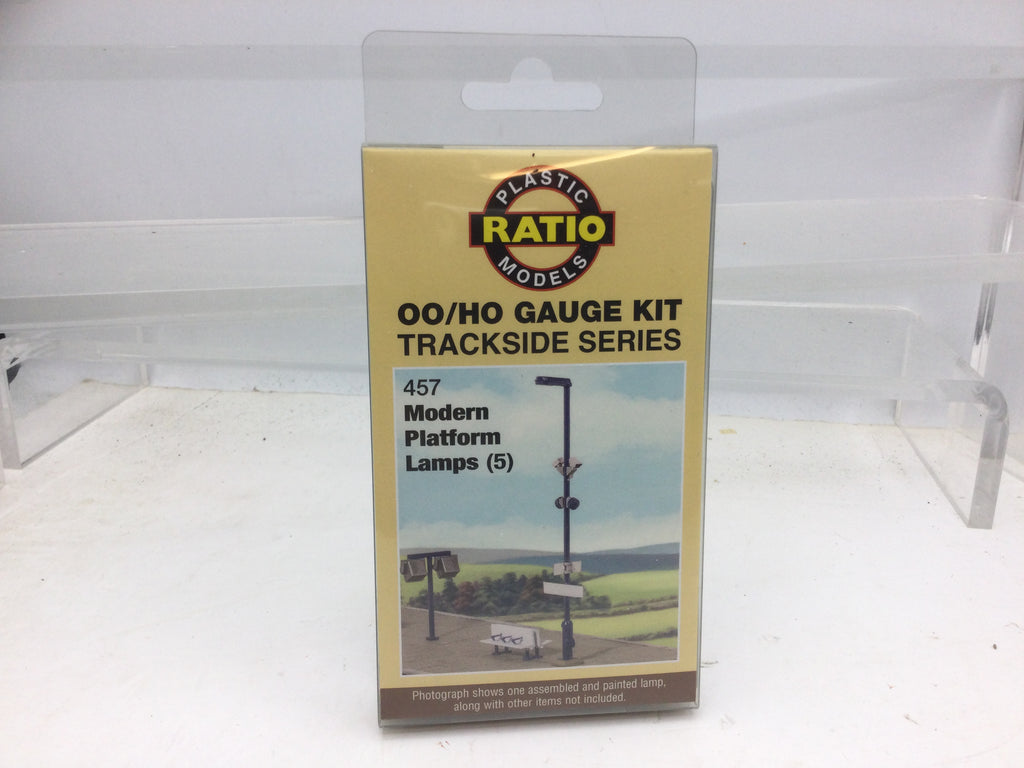 PLASTIC
RATIO
MODELS
OO/HO GAUGE KIT
TRACKSIDE SERIES
457
Modern
Platform
Lamps (5)
Photograph shows one assembled and painted lamp,
along with other items not included.